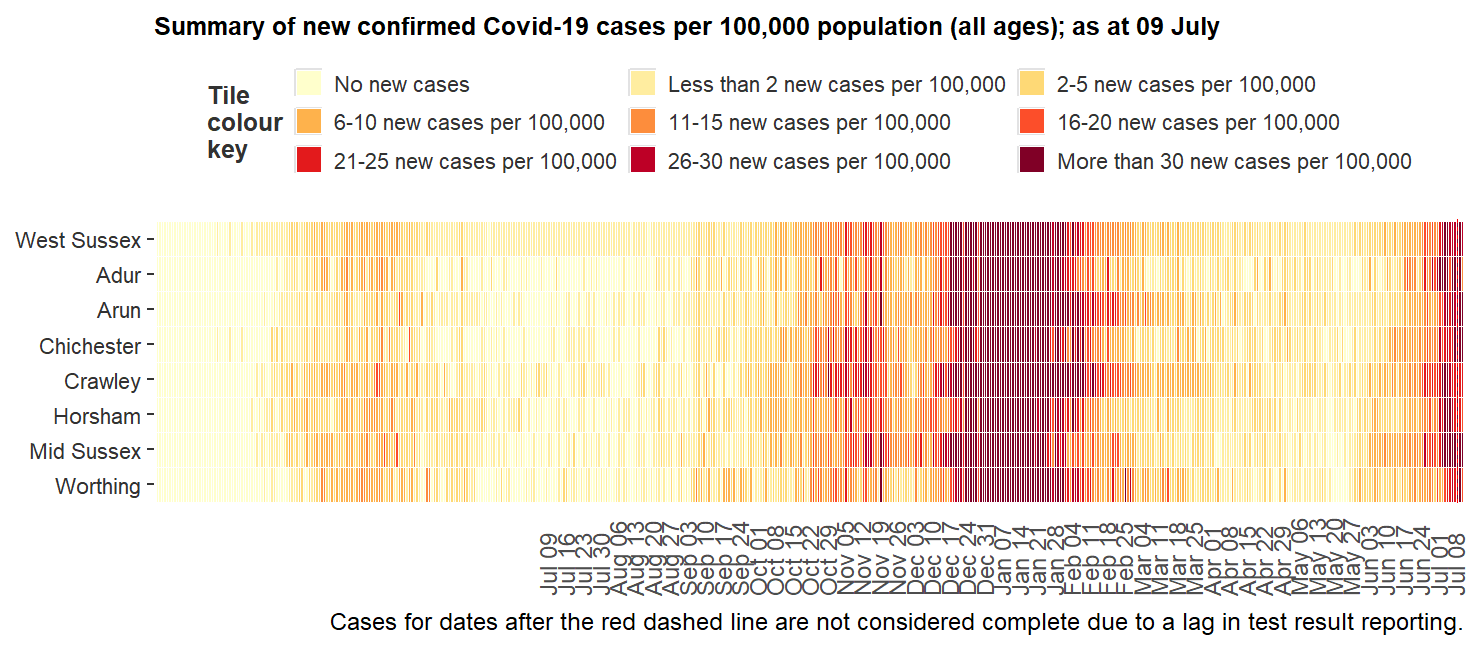 Summary of new confirmed Covid-19 cases per 100,000 population (all ages); as at 09 July
Tile
colour
key
No new cases
Less than 2 new cases per 100,000
2-5 new cases per 100,000
6-10 new cases per 100,000
11-15 new cases per 100,000
16-20 new cases per 100,000
21-25 new cases per 100,000
26-30 new cases per 100,000
More than 30 new cases per 100,000
West Sussex
Adur
Arun
Chichester
Crawley
Horsham
Mid Sussex
Worthing
Jul 09
Jul 16
Jul 23
Jul 30
Aug 06
Aug 13
Aug 20
Aug 27
Sep 03
Sep 10
Sep 17
Sep 24
Oct 01
Oct 08
Oct 15
Oct 22
Oct 29
Nov 05
Nov 12
Nov 19
Nov 26
Dec 03
Dec 10
Dec 17
Dec 24
Dec 31
Jan 07
Jan 14
Jan 21
Jan 28
Feb 04
Feb 11
Feb 18
Feb 25
Mar 04
Mar 11
Mar 18
Mar 25
Apr 01
Apr 08
Apr 15
Apr 22
Apr 29
May 06
May 13
May 20
May 27
Jun 03
Jun 10
Jun 17
Jun 24
Jul 01
Jul 08
Cases for dates after the red dashed line are not considered complete due to a lag in test result reporting.